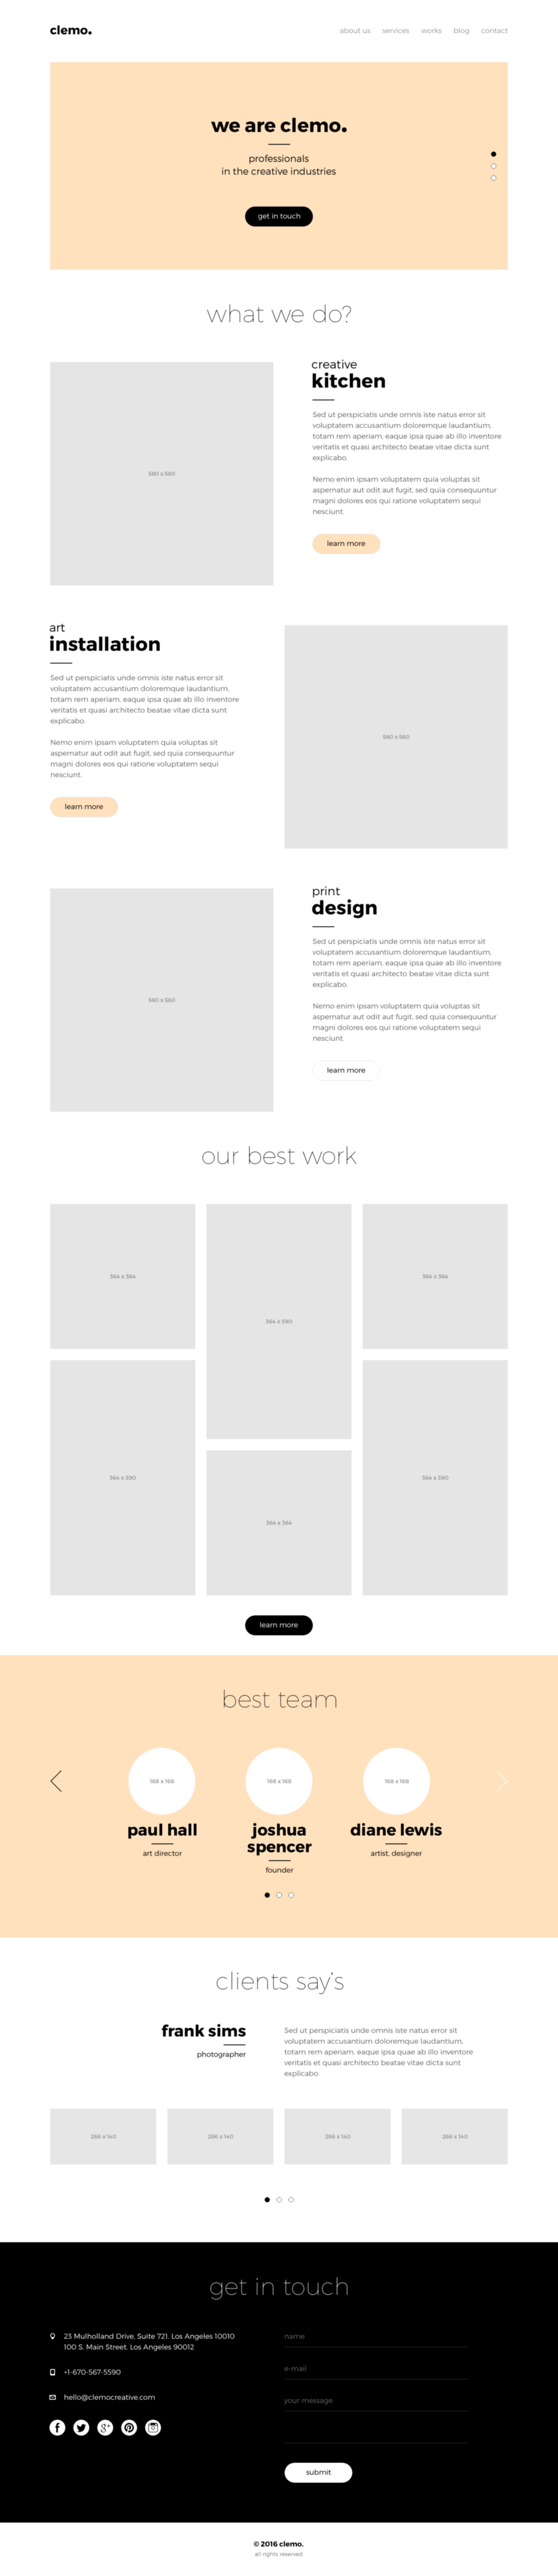 clemo.
about us services works blog contact
we are clemo.
professionals
in the creative industries
get in touch
what we do?
560 x 560
creative
kitchen
Sed ut perspiciatis unde omnis iste natus error sit
voluptatem accusantium doloremque laudantium,
totam rem aperiam, eaque ipsa quae ab illo inventore
veritatis et quasi architecto beatae vitae dicta sunt
explicabo.
Nemo enim ipsam voluptatem quia voluptas sit
aspernatur aut odit aut fugit, sed quia consequuntur
magni dolores eos qui ratione voluptatem sequi
nesciunt.
learn more
art
installation
Sed ut perspiciatis unde omnis iste natus error sit
voluptatem accusantium doloremque laudantium,
totam rem aperiam, eaque ipsa quae ab illo inventore
veritatis et quasi architecto beatae vitae dicta sunt
explicabo.
Nemo enim ipsam voluptatem quia voluptas sit
aspernatur aut odit aut fugit, sed quia consequuntur
magni dolores eos qui ratione voluptatem sequi
nesciunt.
learn more
560 x 560
560 x 560
print
design
Sed ut perspiciatis unde omnis iste natus error sit
voluptatem accusantium doloremque laudantium,
totam rem aperiam, eaque ipsa quae ab illo inventore
veritatis et quasi architecto beatae vitae dicta sunt
explicabo.
Nemo enim ipsam voluptatem quia voluptas sit
aspernatur aut odit aut fugit, sed quia consequuntur
magni dolores eos qui ratione voluptatem sequi
nesciunt.
learn more
our best work
364 x 364
364 x 590
364 x 364
364 x 590
364 x 364
364 x 590
learn more
best team
168 x 168
168 x 168
168 x 168
paul hall
art director
joshua
spencer
founder
diane lewis
artist, designer
clients say's
frank sims
photographer
Sed ut perspiciatis unde omnis iste natus error sit
voluptatem accusantium doloremque laudantium,
totam rem aperiam, eaque ipsa quae ab illo inventore
veritatis et quasi architecto beatae vitae dicta sunt
explicabo.
266 x 140
266 x 140
266 x 140
266 x 140
get in touch
23 Mulholland Drive, Suite 721. Los Angeles 10010
100 S. Main Street. Los Angeles 90012
+1-670-567-5590
hello@clemocreative.com
name
e-mail
your message
submit
© 2016 clemo.
all rights reserved